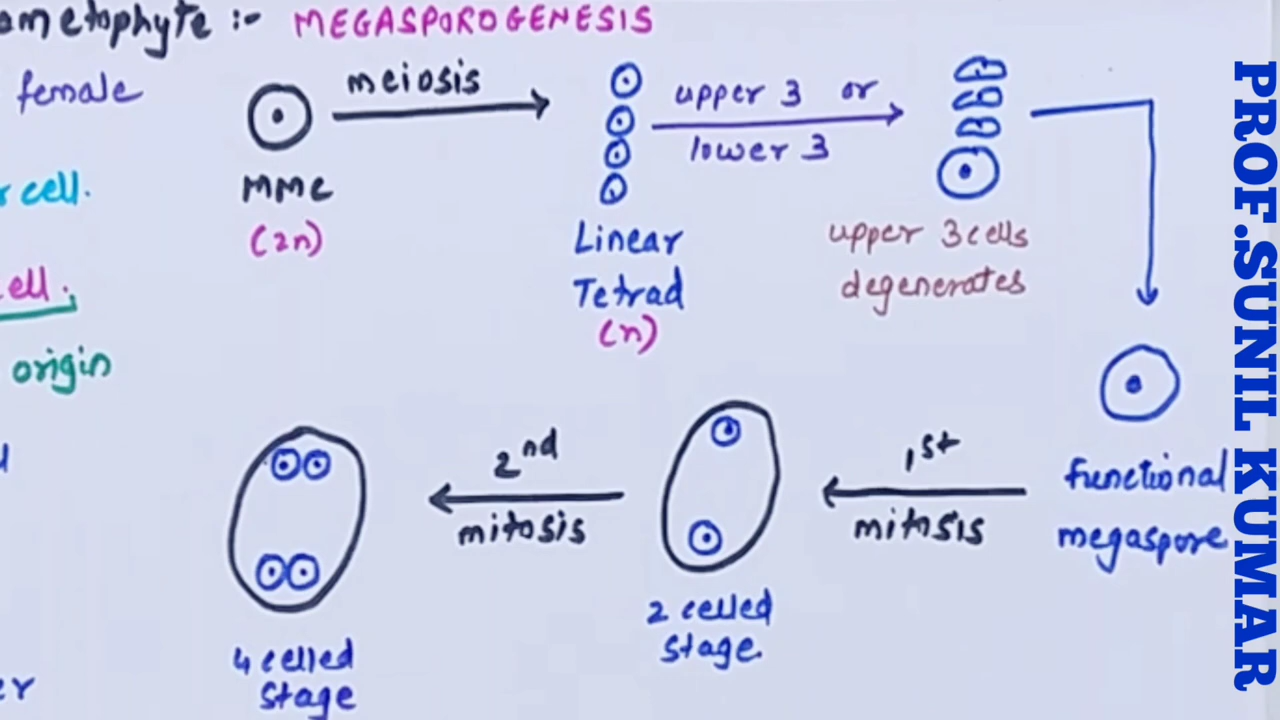 ametophyte :- MEGASPOROGENESIS
female
meiosis
upper 3 or
lower 3
cell.
MMC
(2n)
Linear
Tetrad
(n)
upper 3 cells
degenerates
ell.
origin
functional
megaspore
1st
mitosis
2 celled
stage
2nd
mitosis
4 celled
stage
er
PROF.SUNIL KUMAR